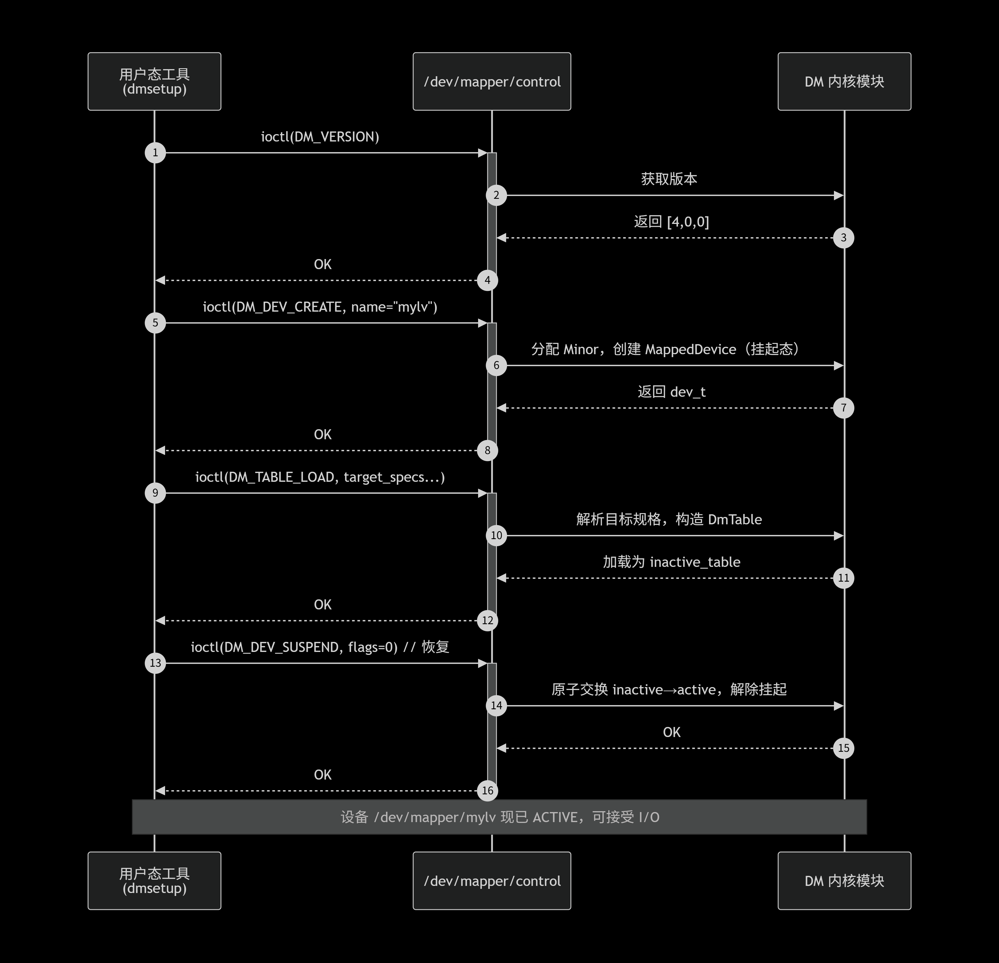 用户态工具
(dmsetup)
/dev/mapper/control
DM 内核模块
ioctl(DM_VERSION)
1
获取版本
2
返回 [4,0,0]
3
OK
4
ioctl(DM_DEV_CREATE, name="mylv")
5
分配 Minor，创建 MappedDevice（挂起态）
6
返回 dev_t
7
OK
8
ioctl(DM_TABLE_LOAD, target_specs...)
9
解析目标规格，构造 DmTable
10
加载为 inactive_table
11
OK
12
ioctl(DM_DEV_SUSPEND, flags=0) // 恢复
13
原子交换 inactive→active，解除挂起
14
OK
15
OK
16
设备 /dev/mapper/mylv 现已 ACTIVE，可接受 I/O
用户态工具
(dmsetup)
/dev/mapper/control
DM 内核模块